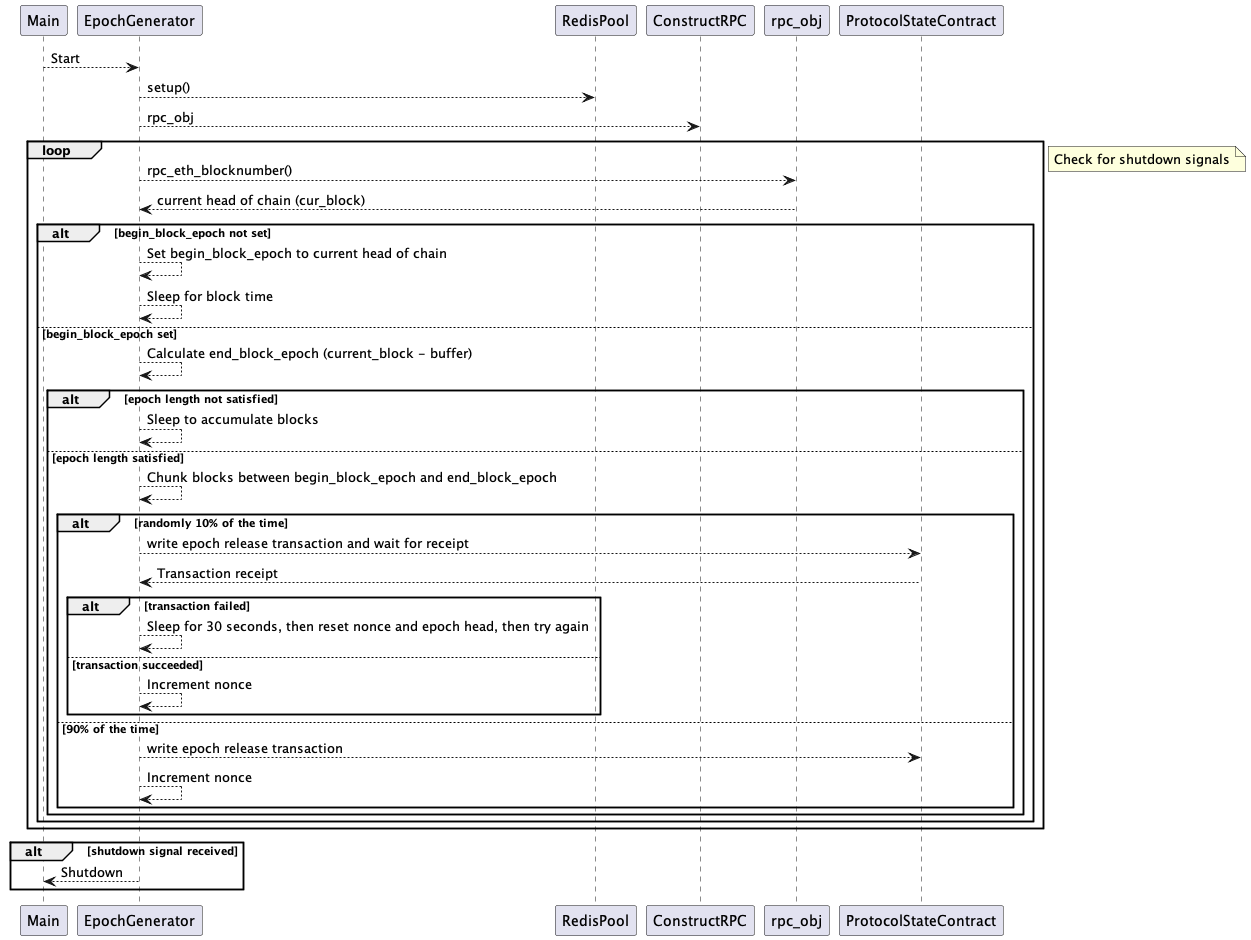 Main EpochGenerator RedisPool ConstructRPC rpc_obj ProtocolStateContract
Start
setup()
rpc_obj
loop
Check for shutdown signals
rpc_eth_blocknumber()
current head of chain (cur_block)
alt [begin_block_epoch not set]
Set begin_block_epoch to current head of chain
Sleep for block time
[begin_block_epoch set]
Calculate end_block_epoch (current_block - buffer)
alt [epoch length not satisfied]
Sleep to accumulate blocks
[epoch length satisfied]
Chunk blocks between begin_block_epoch and end_block_epoch
alt [randomly 10% of the time]
write epoch release transaction and wait for receipt
Transaction receipt
alt [transaction failed]
Sleep for 30 seconds, then reset nonce and epoch head, then try again
[transaction succeeded]
Increment nonce
[90% of the time]
write epoch release transaction
Increment nonce
alt [shutdown signal received]
Shutdown
Main EpochGenerator RedisPool ConstructRPC rpc_obj ProtocolStateContract